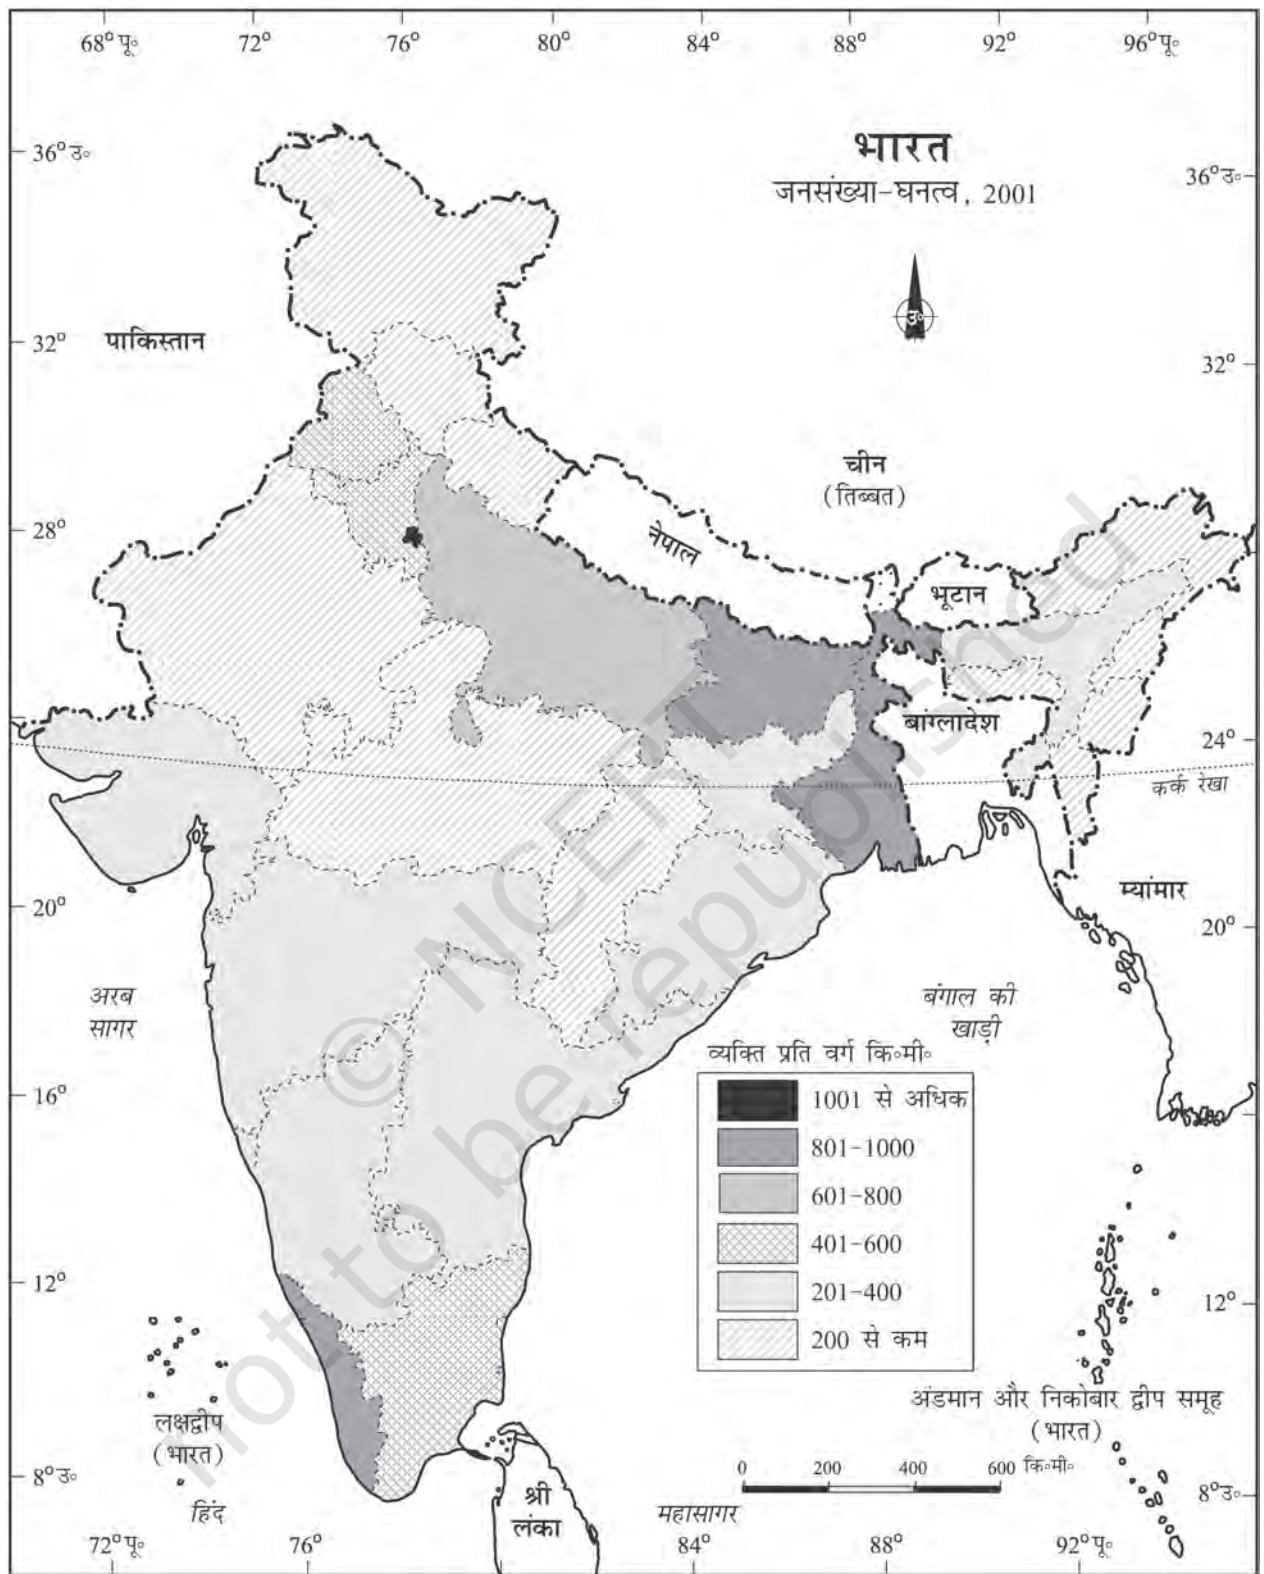 68°पू॰ 72° 76° 80° 84° 88° 92° 96°पू॰
भारत
जनसंख्या-घनत्व, 2001
36°उ॰
36°उ॰
उ॰
पाकिस्तान
32°
32°
चीन
(तिब्बत)
28°
28°
नेपाल
भूटान
बांग्लादेश
24°
24°
कर्क रेखा
म्यांमार
20°
20°
अरब
सागर
बंगाल की
खाड़ी
व्यक्ति प्रति वर्ग कि॰मी॰
1001 से अधिक
801-1000
601-800
401-600
201-400
200 से कम
16°
12°
12°
लक्षद्वीप
(भारत)
अंडमान और निकोबार द्वीप समूह
(भारत)
0 200 400 600 कि॰मी॰
8°उ॰
8°उ॰
श्री
लंका
हिंद
महासागर
72°पू॰ 76° 84° 88° 92°पू॰
© NCERT
not to be republished